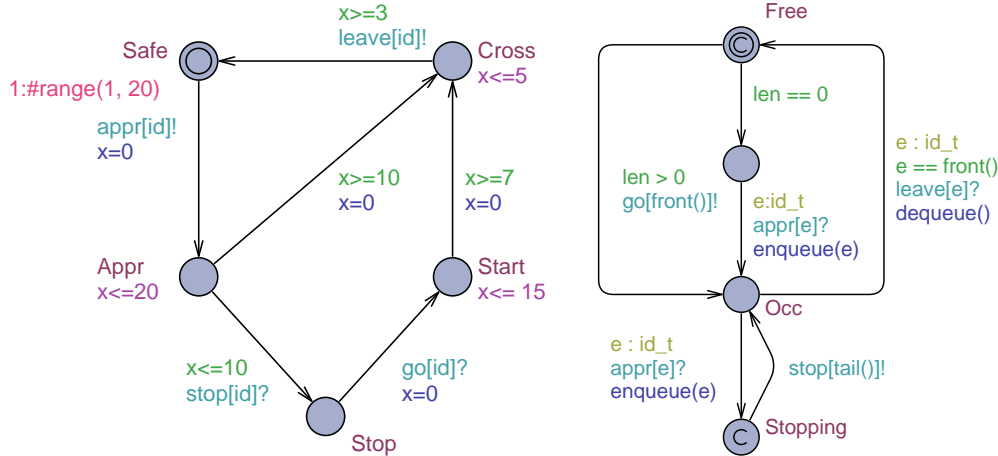 x>=3
leave[id]!
Safe
Cross
x<=5
1:#range(1, 20)
appr[id]!
x=0
x>=10
x=0
x>=7
x=0
Appr
x<=20
Start
x<= 15
x<=10
stop[id]?
go[id]?
x=0
Stop
Free
C
len == 0
len > 0
go[front()]!
e:id_t
appr[e]?
enqueue(e)
e : id_t
e == front()
leave[e]?
dequeue()
Occ
e : id_t
appr[e]?
enqueue(e)
stop[tail()]!
Stopping
C